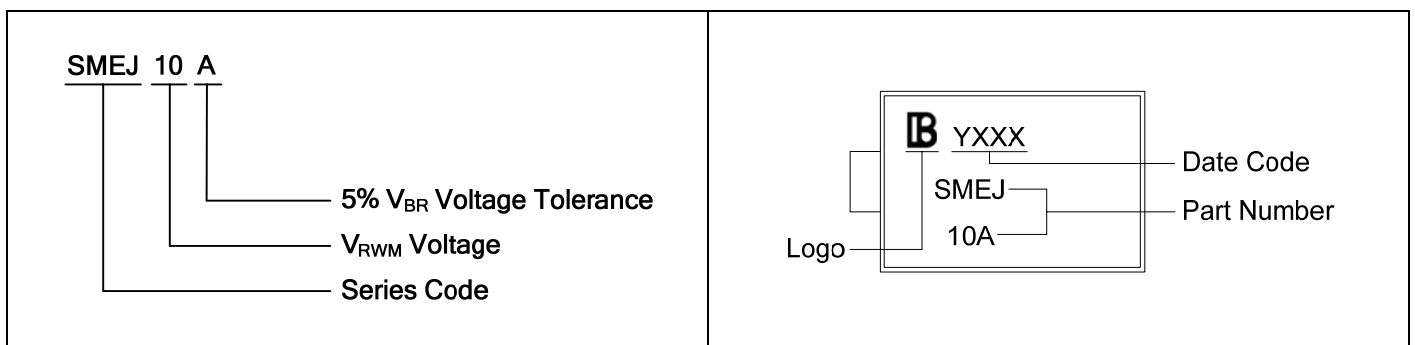 SMEJ 10 A
5% VBR Voltage Tolerance
VRWM Voltage
Series Code
B YXXX
SMEJ
10A
Logo
Date Code
Part Number